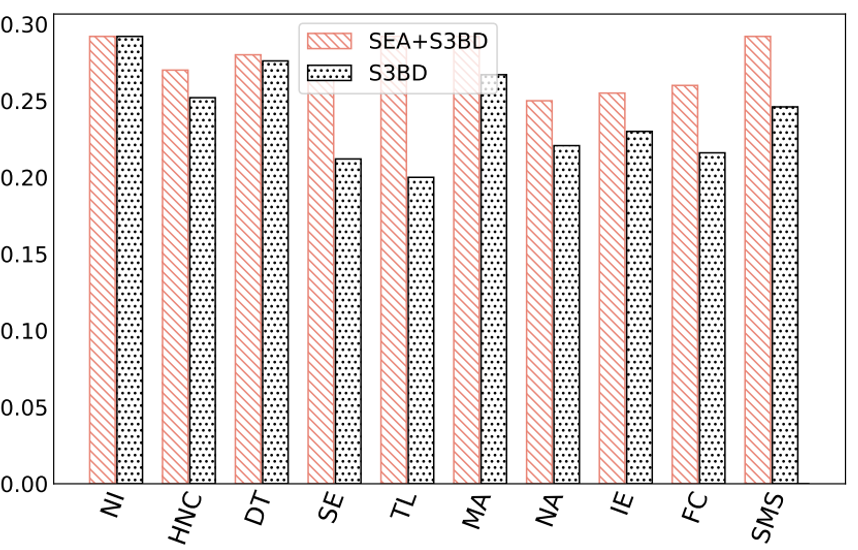 0.30
0.25
0.20
0.15
0.10
0.05
0.00
SEA+S3BD
S3BD
NI
HNC
DT
SE
TL
MA
NA
IE
FC
SMS